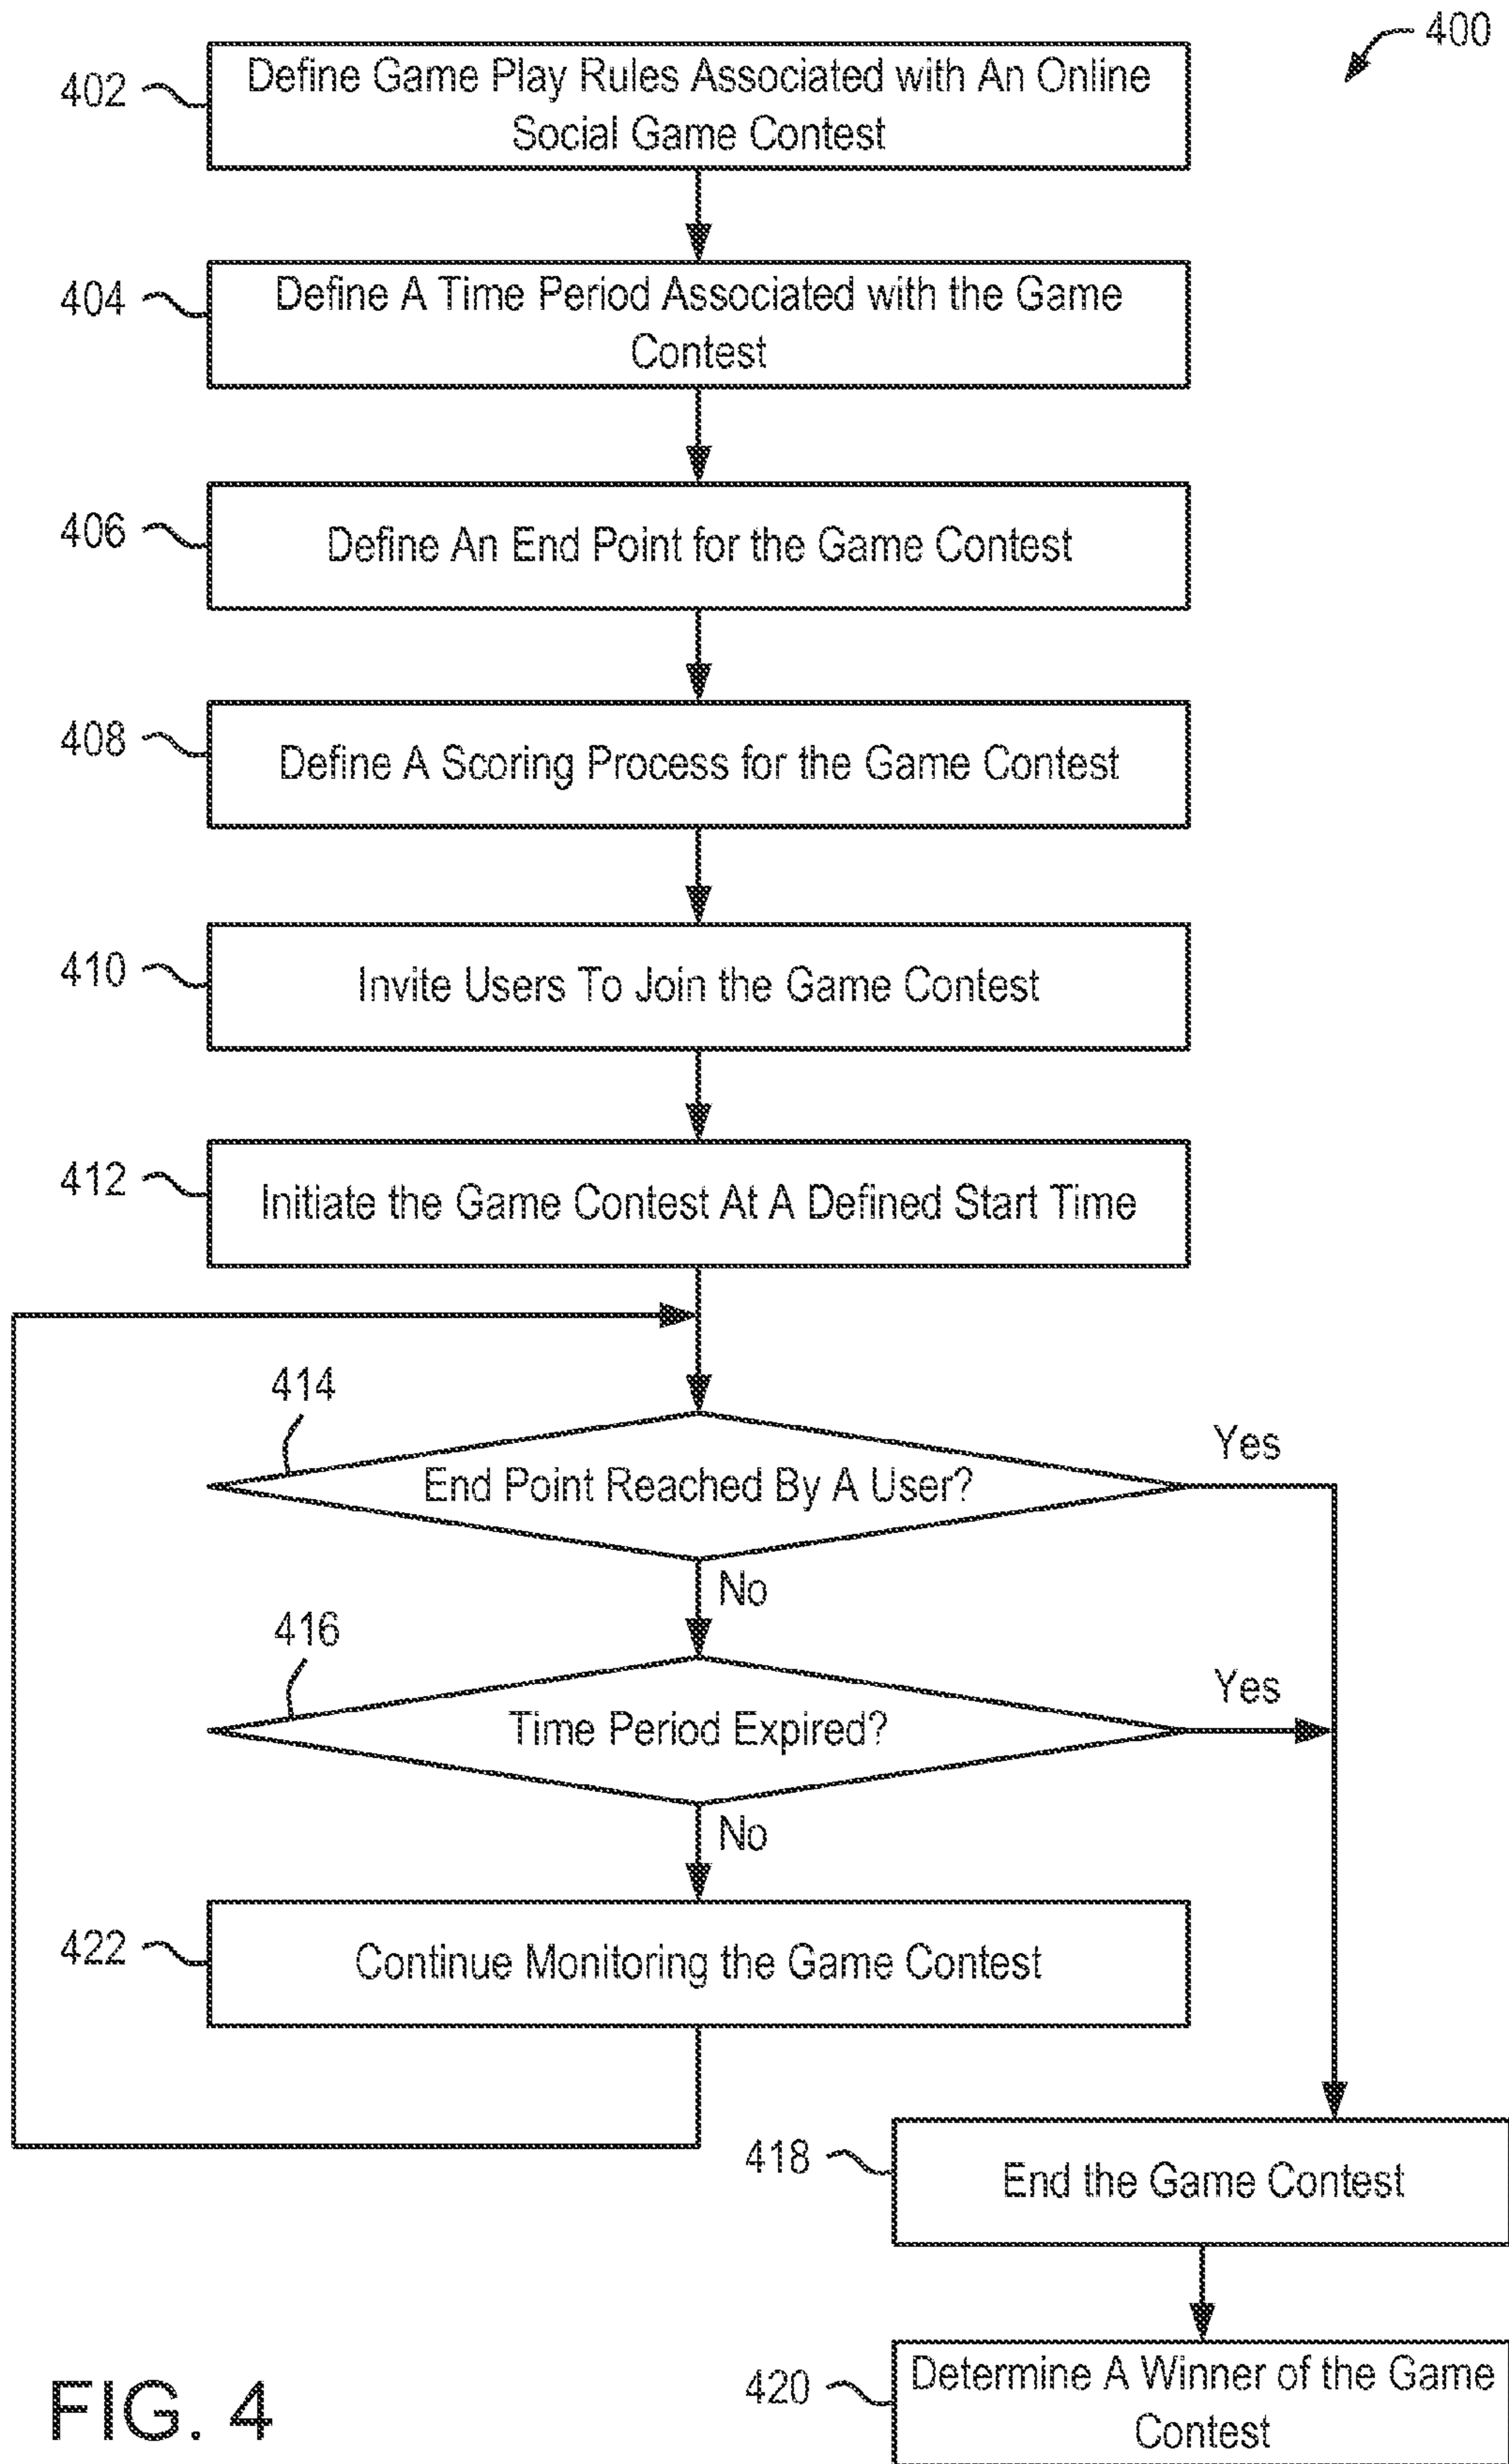 400
402
Define Game Play Rules Associated with An Online
Social Game Contest
404
Define A Time Period Associated with the Game
Contest
406
Define An End Point for the Game Contest
408
Define A Scoring Process for the Game Contest
410
Invite Users To Join the Game Contest
412
Initiate the Game Contest At A Defined Start Time
414
End Point Reached By A User?
Yes
No
416
Time Period Expired?
Yes
No
422
Continue Monitoring the Game Contest
418
End the Game Contest
420
Determine A Winner of the Game
Contest
FIG. 4